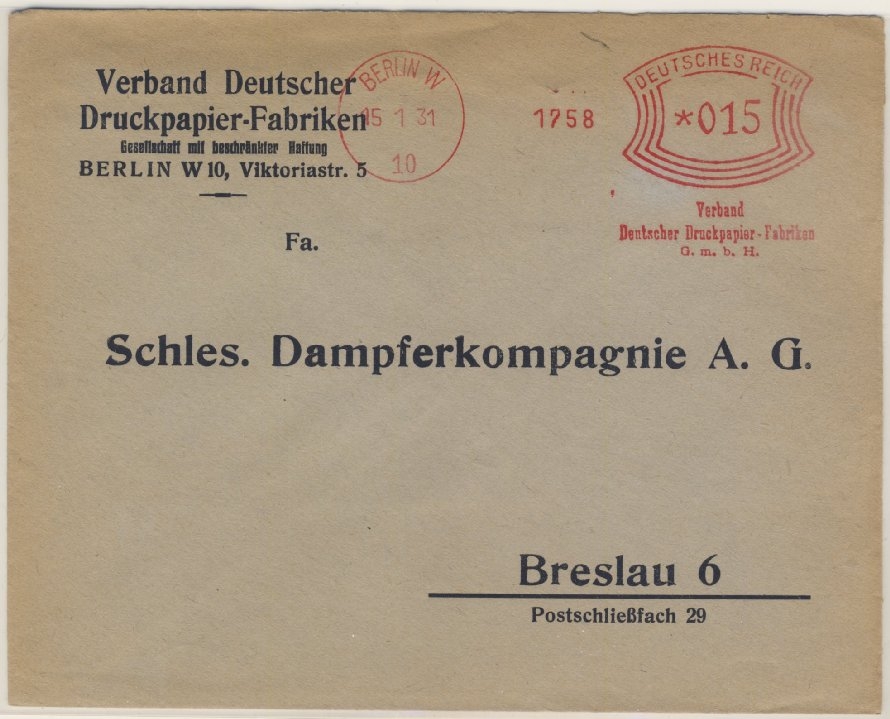 Verband Deutscher
Druckpapier-Fabriken
Gesellschaft mit beschränkter Haftung
BERLIN W10, Viktoriastr. 5
BERLIN W
15 1 31
10
1758
DEUTSCHES REICH
*015
Verband
Deutscher Druckpapier-Fabriken
G. m. b. H.
Fa.
Schles. Dampferkompagnie A. G.
Breslau 6
Postschließfach 29